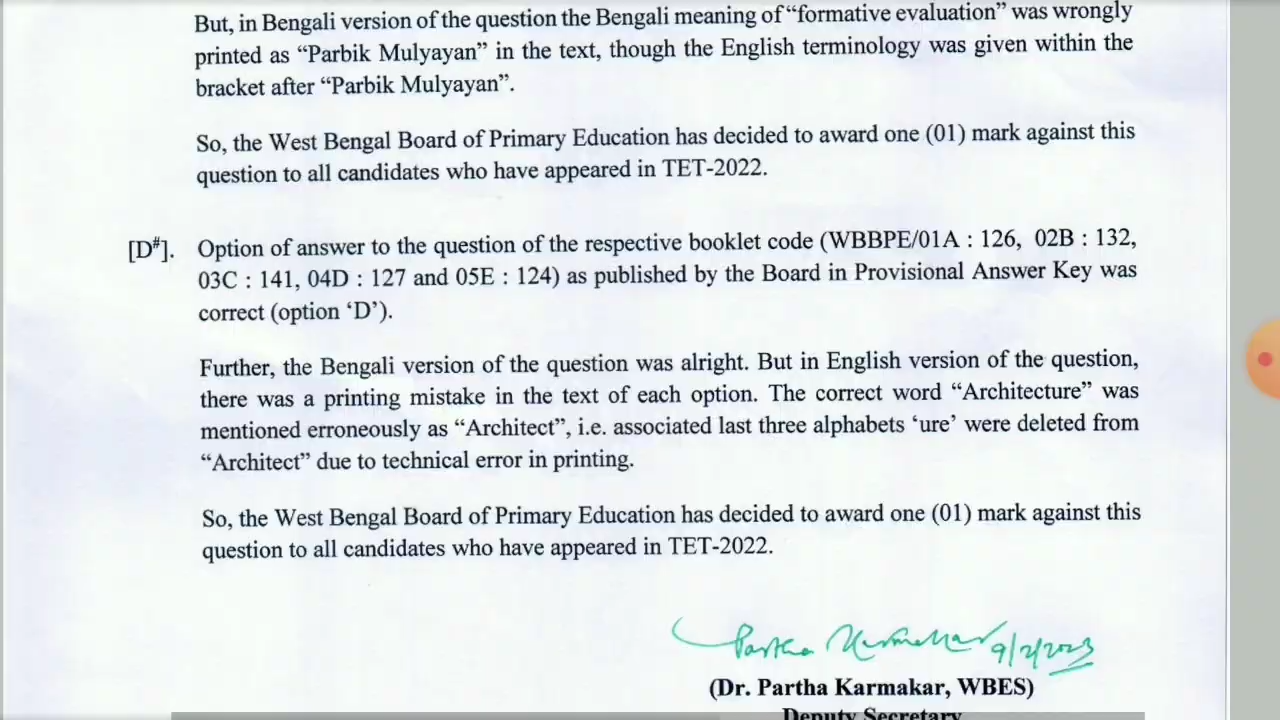 But, in Bengali version of the question the Bengali meaning of “formative evaluation” was wrongly
printed as “Parbik Mulyayan” in the text, though the English terminology was given within the
bracket after “Parbik Mulyayan”.
So, the West Bengal Board of Primary Education has decided to award one (01) mark against this
question to all candidates who have appeared in TET-2022.
[D#]. Option of answer to the question of the respective booklet code (WBBPE/01A : 126, 02B : 132,
03C : 141, 04D : 127 and 05E : 124) as published by the Board in Provisional Answer Key was
correct (option ‘D’).
Further, the Bengali version of the question was alright. But in English version of the question,
there was a printing mistake in the text of each option. The correct word “Architecture” was
mentioned erroneously as “Architect”, i.e. associated last three alphabets ‘ure’ were deleted from
“Architect” due to technical error in printing.
So, the West Bengal Board of Primary Education has decided to award one (01) mark against this
question to all candidates who have appeared in TET-2022.
Partha Karmakar 9/2/2023
(Dr. Partha Karmakar, WBES)
Deputy Secretary